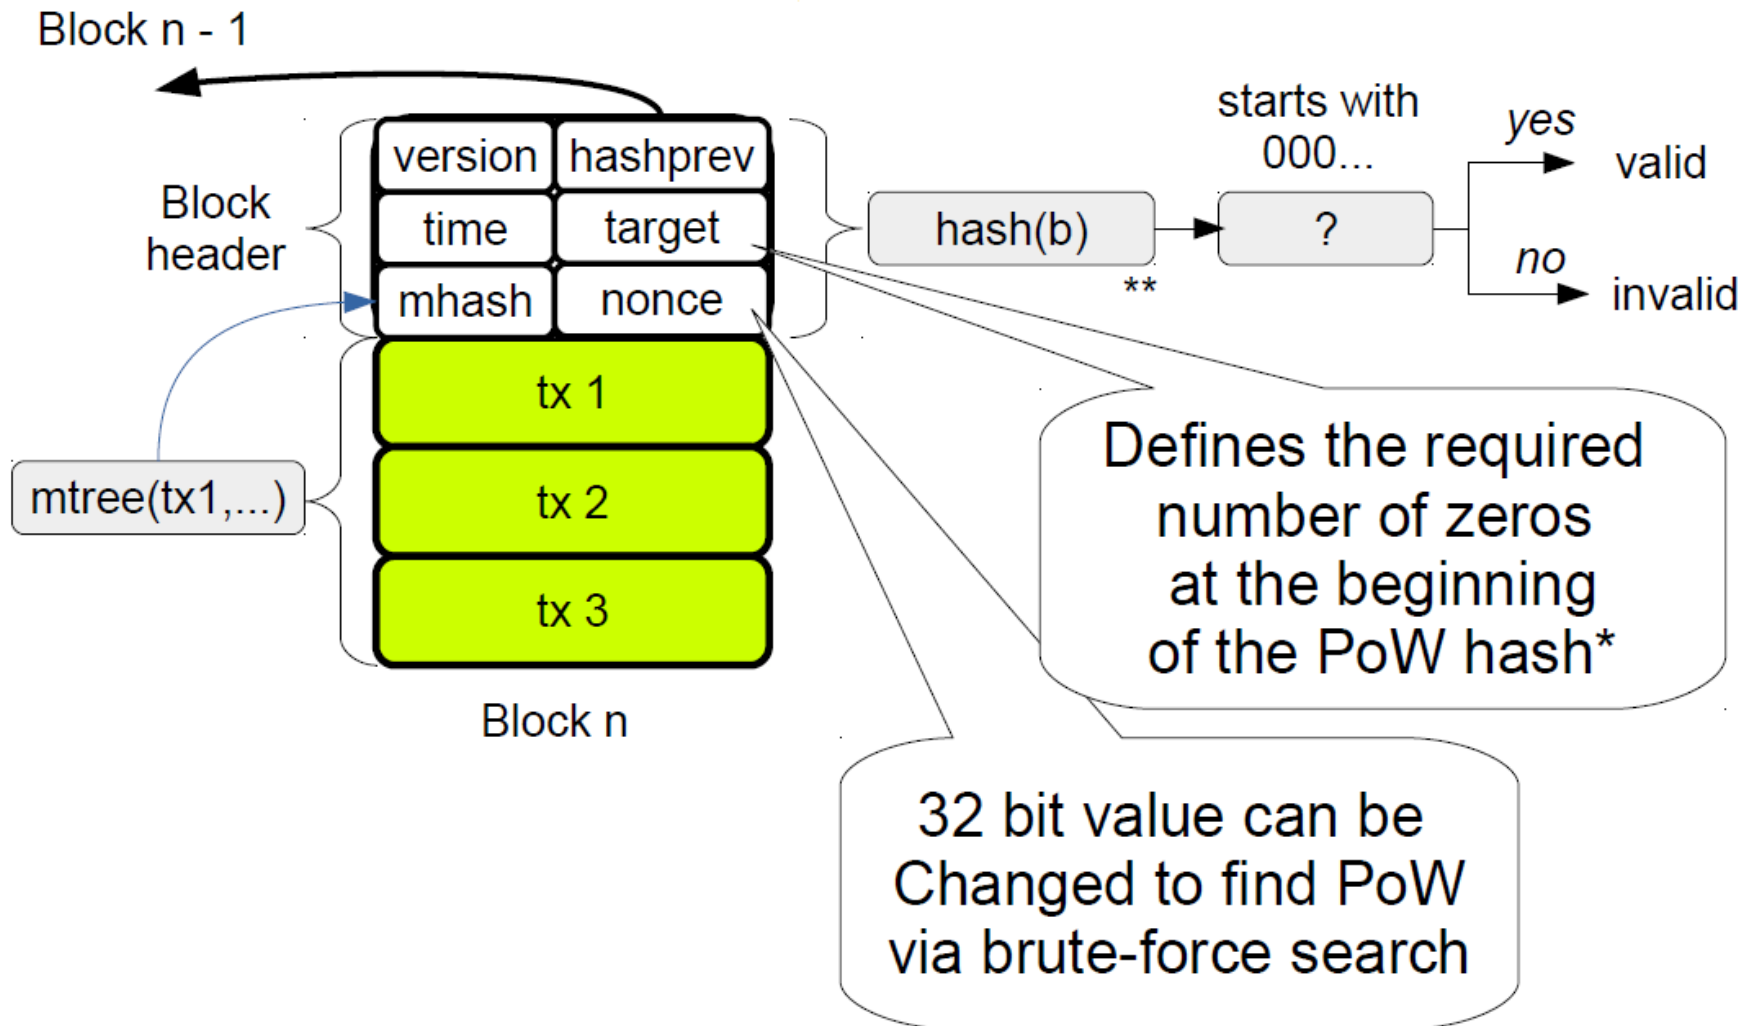 Block n - 1
version
hashprev
Block
header
time
target
mhash
nonce
hash(b)
**
starts with
000...
?
yes
valid
no
invalid
tx 1
mtree(tx1,...)
tx 2
tx 3
Block n
Defines the required
number of zeros
at the beginning
of the PoW hash*
32 bit value can be
Changed to find PoW
via brute-force search